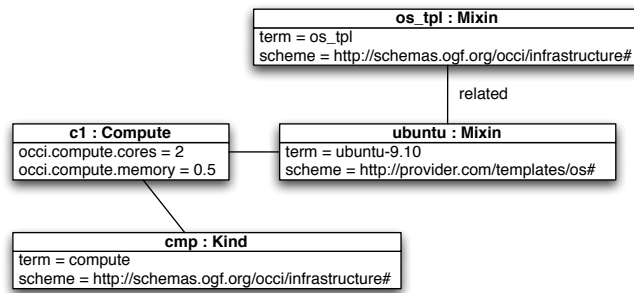 os_tpl : Mixin
term = os_tpl
scheme = http://schemas.ogf.org/occi/infrastructure#
related
c1 : Compute
occi.compute.cores = 2
occi.compute.memory = 0.5
ubuntu : Mixin
term = ubuntu-9.10
scheme = http://provider.com/templates/os#
cmp : Kind
term = compute
scheme = http://schemas.ogf.org/occi/infrastructure#